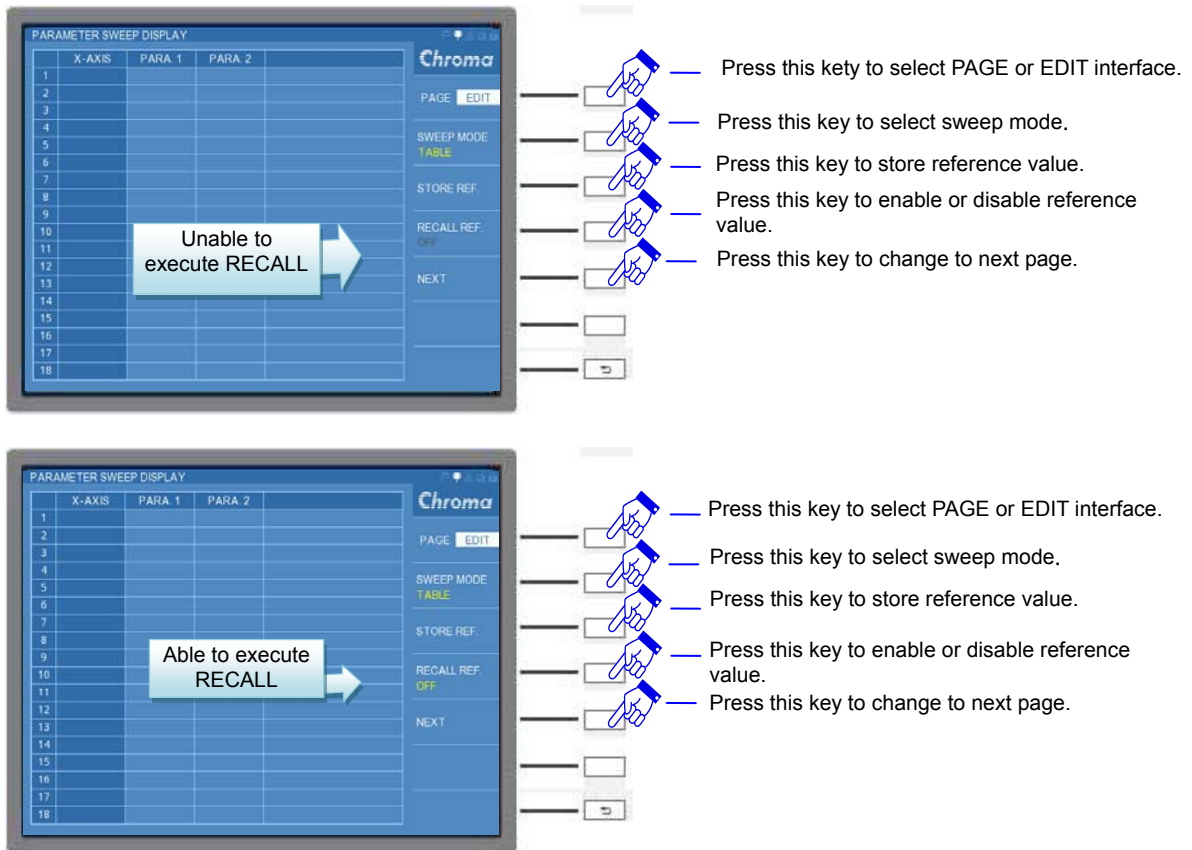 PARAMETER SWEEP DISPLAY
Chroma
X-AXIS PARA. 1 PARA. 2
1
2
3
4
5
6
7
8
9
10
11
12
13
14
15
16
17
18
PAGE EDIT
SWEEP MODE
TABLE
STORE REF.
RECALL REF.
OFF
NEXT
Unable to
execute RECALL
Press this kety to select PAGE or EDIT interface.
Press this key to select sweep mode.
Press this key to store reference value.
Press this key to enable or disable reference
value.
Press this key to change to next page.
PARAMETER SWEEP DISPLAY
Chroma
X-AXIS PARA. 1 PARA. 2
1
2
3
4
5
6
7
8
9
10
11
12
13
14
15
16
17
18
PAGE EDIT
SWEEP MODE
TABLE
STORE REF.
RECALL REF.
OFF
NEXT
Able to execute
RECALL
Press this key to select PAGE or EDIT interface.
Press this key to select sweep mode.
Press this key to store reference value.
Press this key to enable or disable reference
value.
Press this key to change to next page.